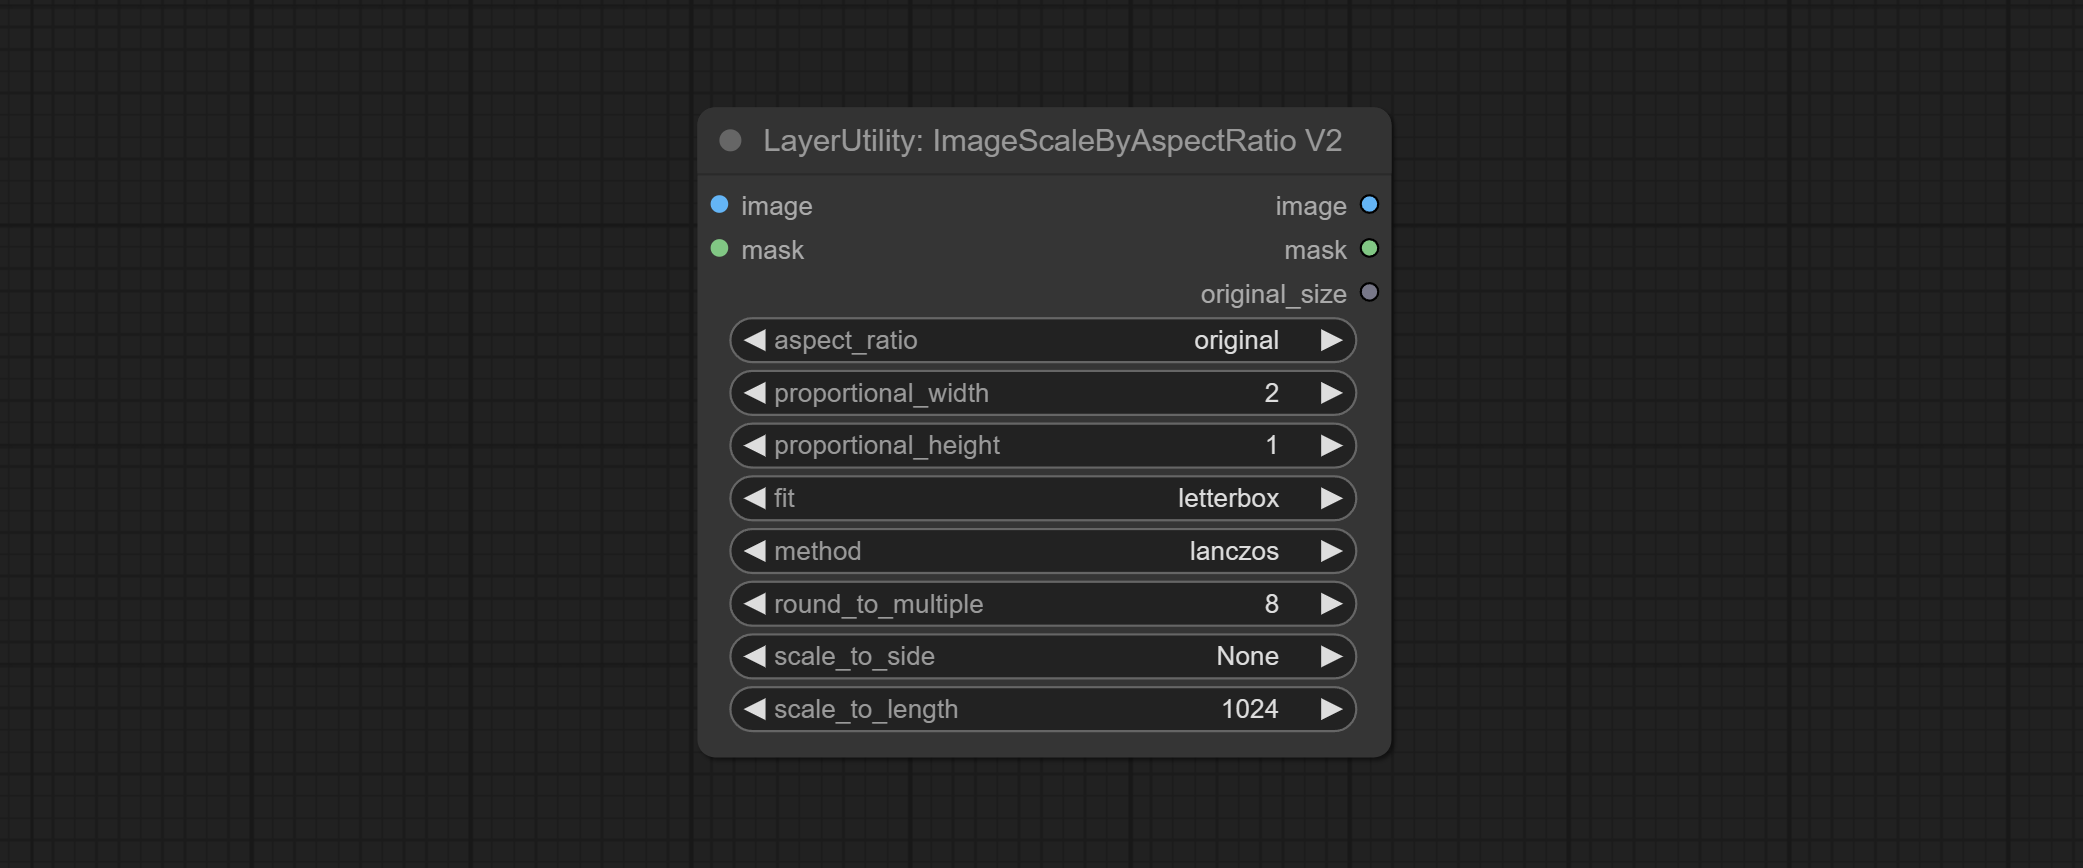 LayerUtility: ImageScaleByAspectRatio V2
image image
mask mask
original_size
aspect_ratio original
proportional_width 2
proportional_height 1
fit letterbox
method lanczos
round_to_multiple 8
scale_to_side None
scale_to_length 1024